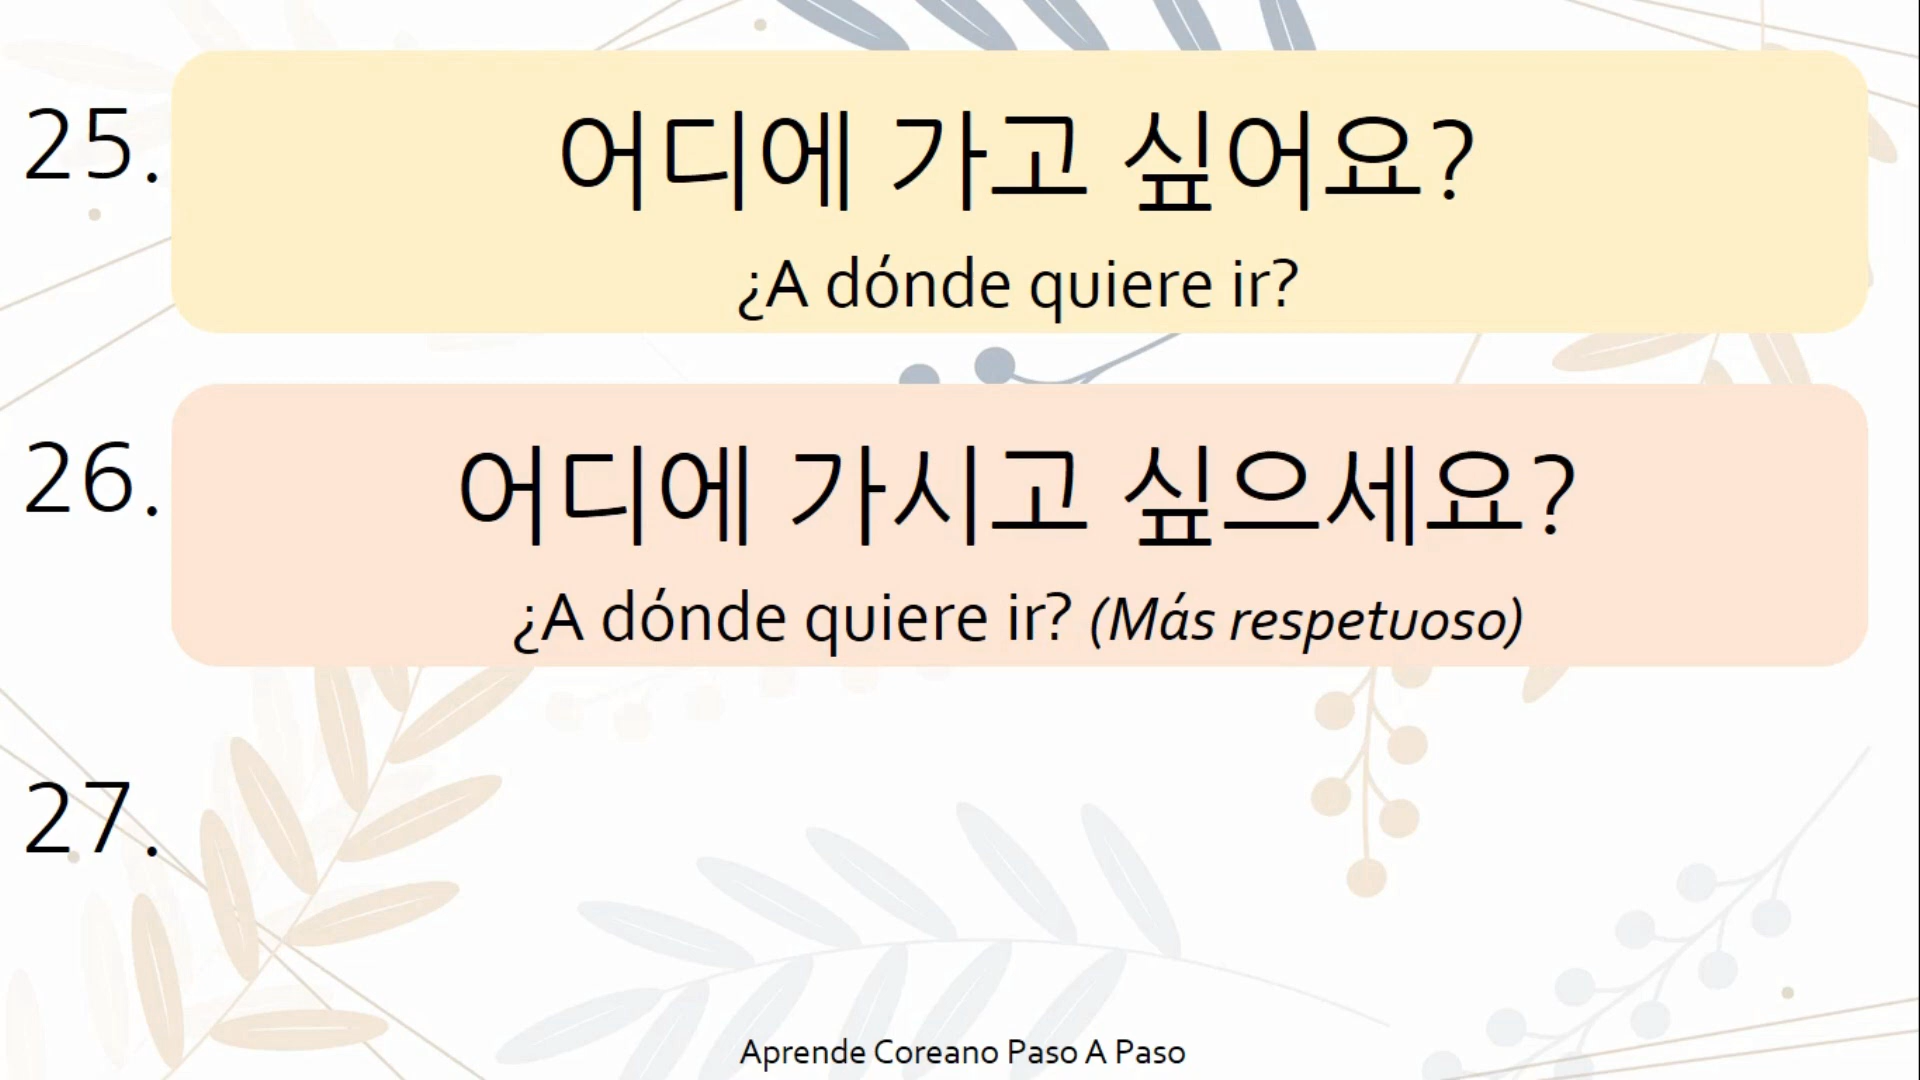 25.
어디에 가고 싶어요?
¿A dónde quiere ir?
26.
어디에 가시고 싶으세요?
¿A dónde quiere ir? (Más respetuoso)
27.
Aprende Coreano Paso A Paso